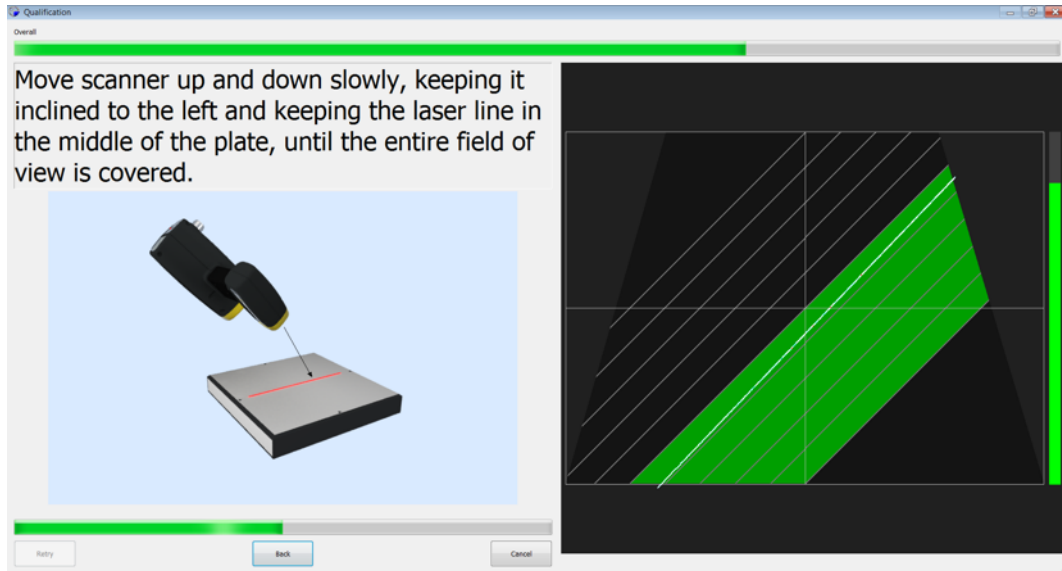 Qualification
Overall
Move scanner up and down slowly, keeping it
inclined to the left and keeping the laser line in
the middle of the plate, until the entire field of
view is covered.
Retry
Back
Cancel